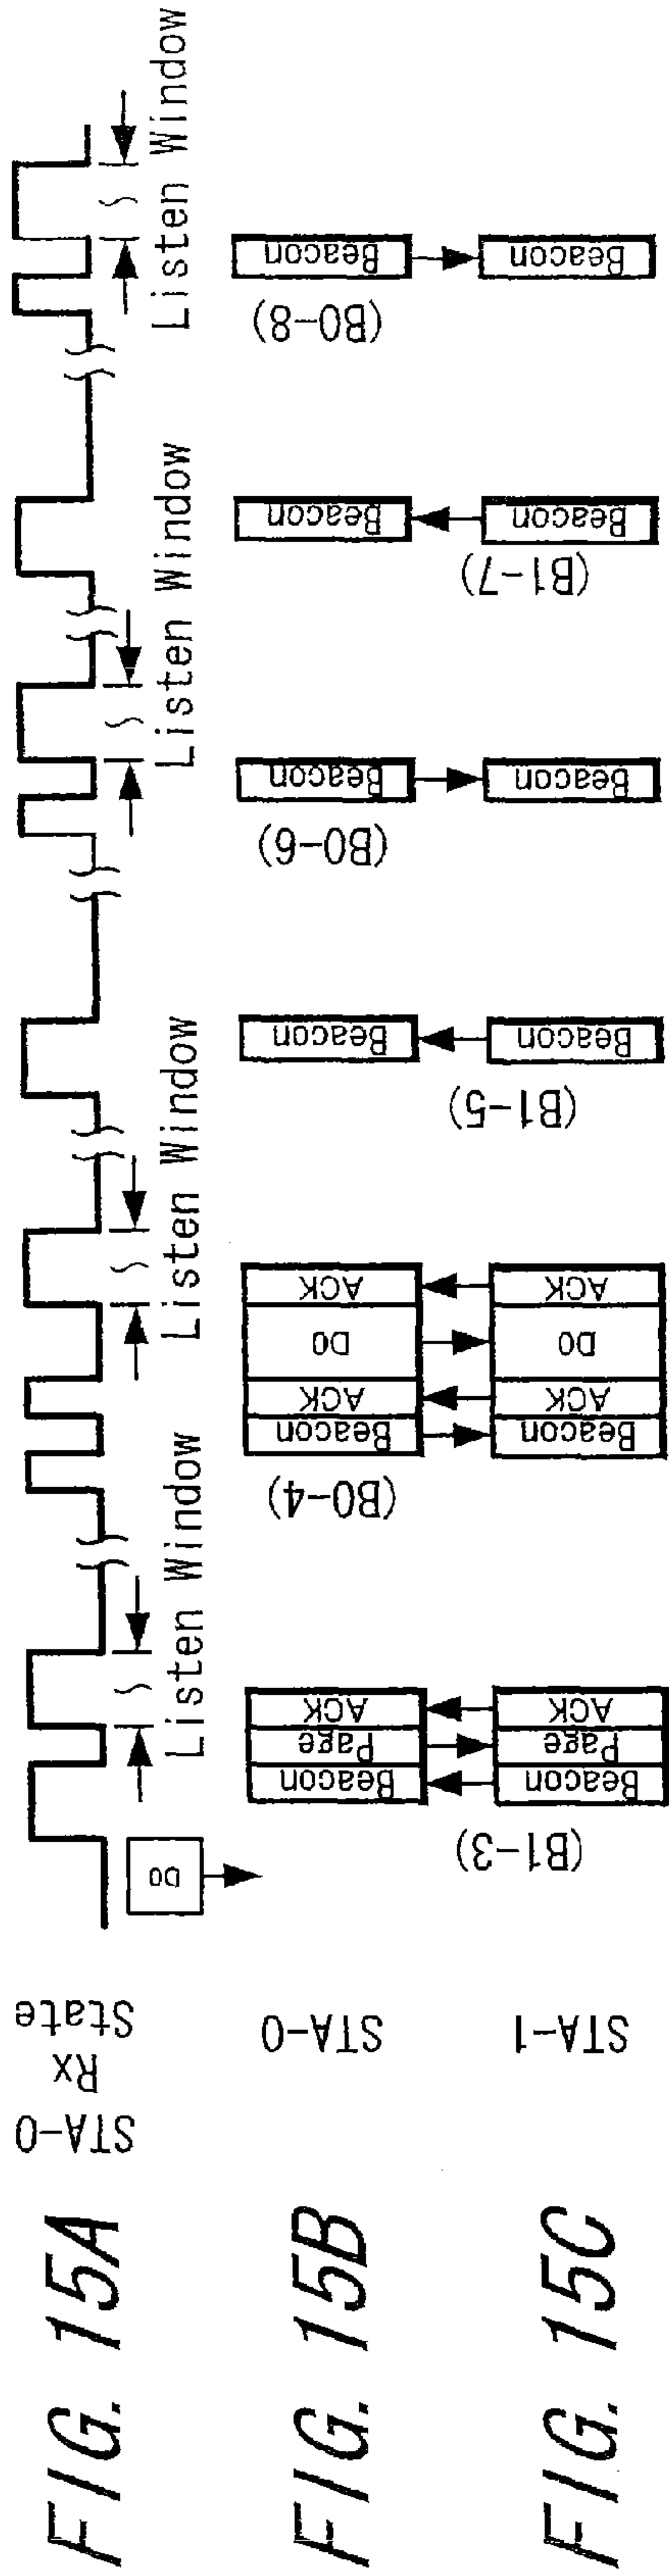 FIG. 15A
STA-0
Rx
State
D0
Listen Window
Listen Window
Listen Window
Listen Window
FIG. 15B
STA-0
Beacon
Page
ACK
(B0-4)
Beacon
ACK
D0
ACK
Beacon
(B0-6)
Beacon
Beacon
(B0-8)
Beacon
FIG. 15C
STA-1
(B1-3)
Beacon
Page
ACK
Beacon
ACK
D0
ACK
(B1-5)
Beacon
Beacon
(B1-7)
Beacon
Beacon